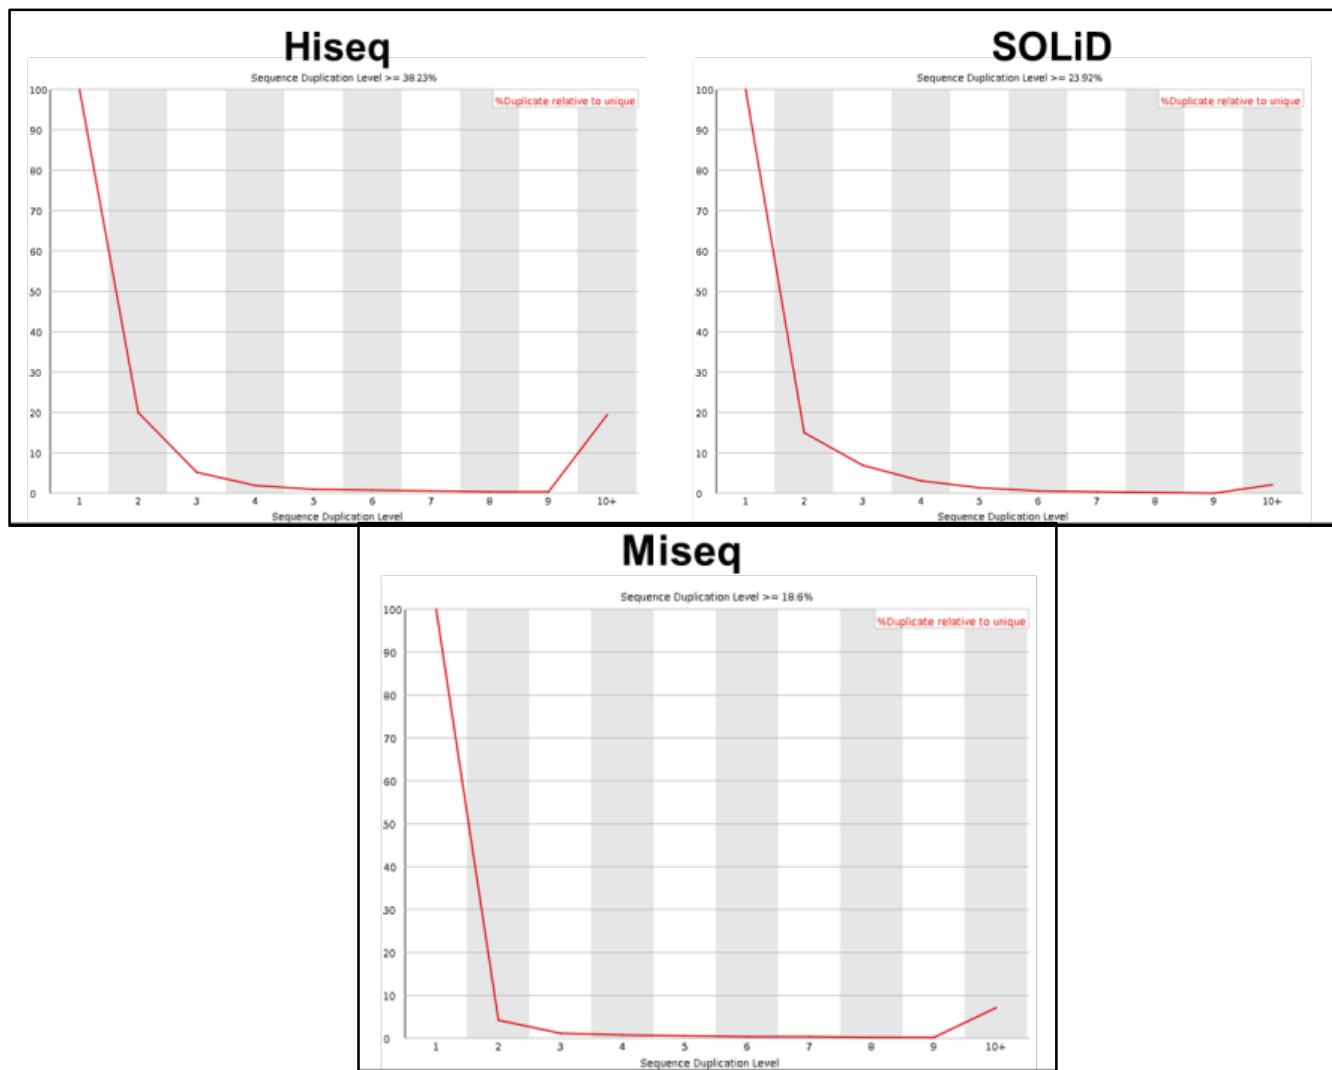 Hiseq
Sequence Duplication Level >= 38.23%
%Duplicate relative to unique
100
90
80
70
60
50
40
30
20
10
0
1 2 3 4 5 6 7 8 9 10+
Sequence Duplication Level
SOLiD
Sequence Duplication Level >= 23.92%
%Duplicate relative to unique
100
90
80
70
60
50
40
30
20
10
0
1 2 3 4 5 6 7 8 9 10+
Sequence Duplication Level
Miseq
Sequence Duplication Level >= 18.6%
%Duplicate relative to unique
100
90
80
70
60
50
40
30
20
10
0
1 2 3 4 5 6 7 8 9 10+
Sequence Duplication Level